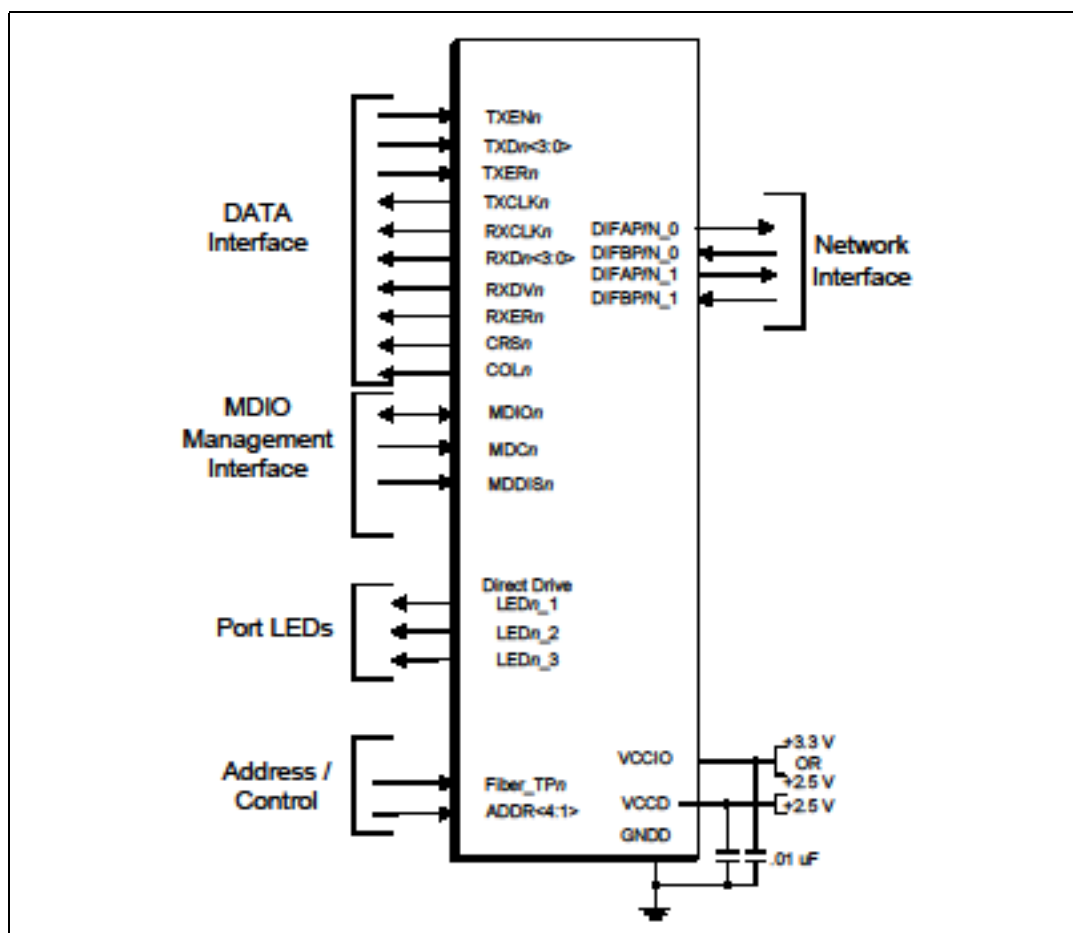 DATA
Interface
TXENn
TXDn<3:0>
TXERn
TXCLKn
RXCLKn
RXDn<3:0>
RXDVn
RXERn
CRSn
COLn
MDIO
Management
Interface
MDIOn
MDCn
MDDISn
Port LEDs
Direct Drive
LEDn_1
LEDn_2
LEDn_3
Address /
Control
Fiber_TPn
ADDR<4:1>
DIFAP/N_0
DIFBP/N_0
DIFAP/N_1
DIFBP/N_1
Network
Interface
VCCIO
+3.3 V
OR
+2.5 V
VCCD
+2.5 V
GNDD
.01 uF